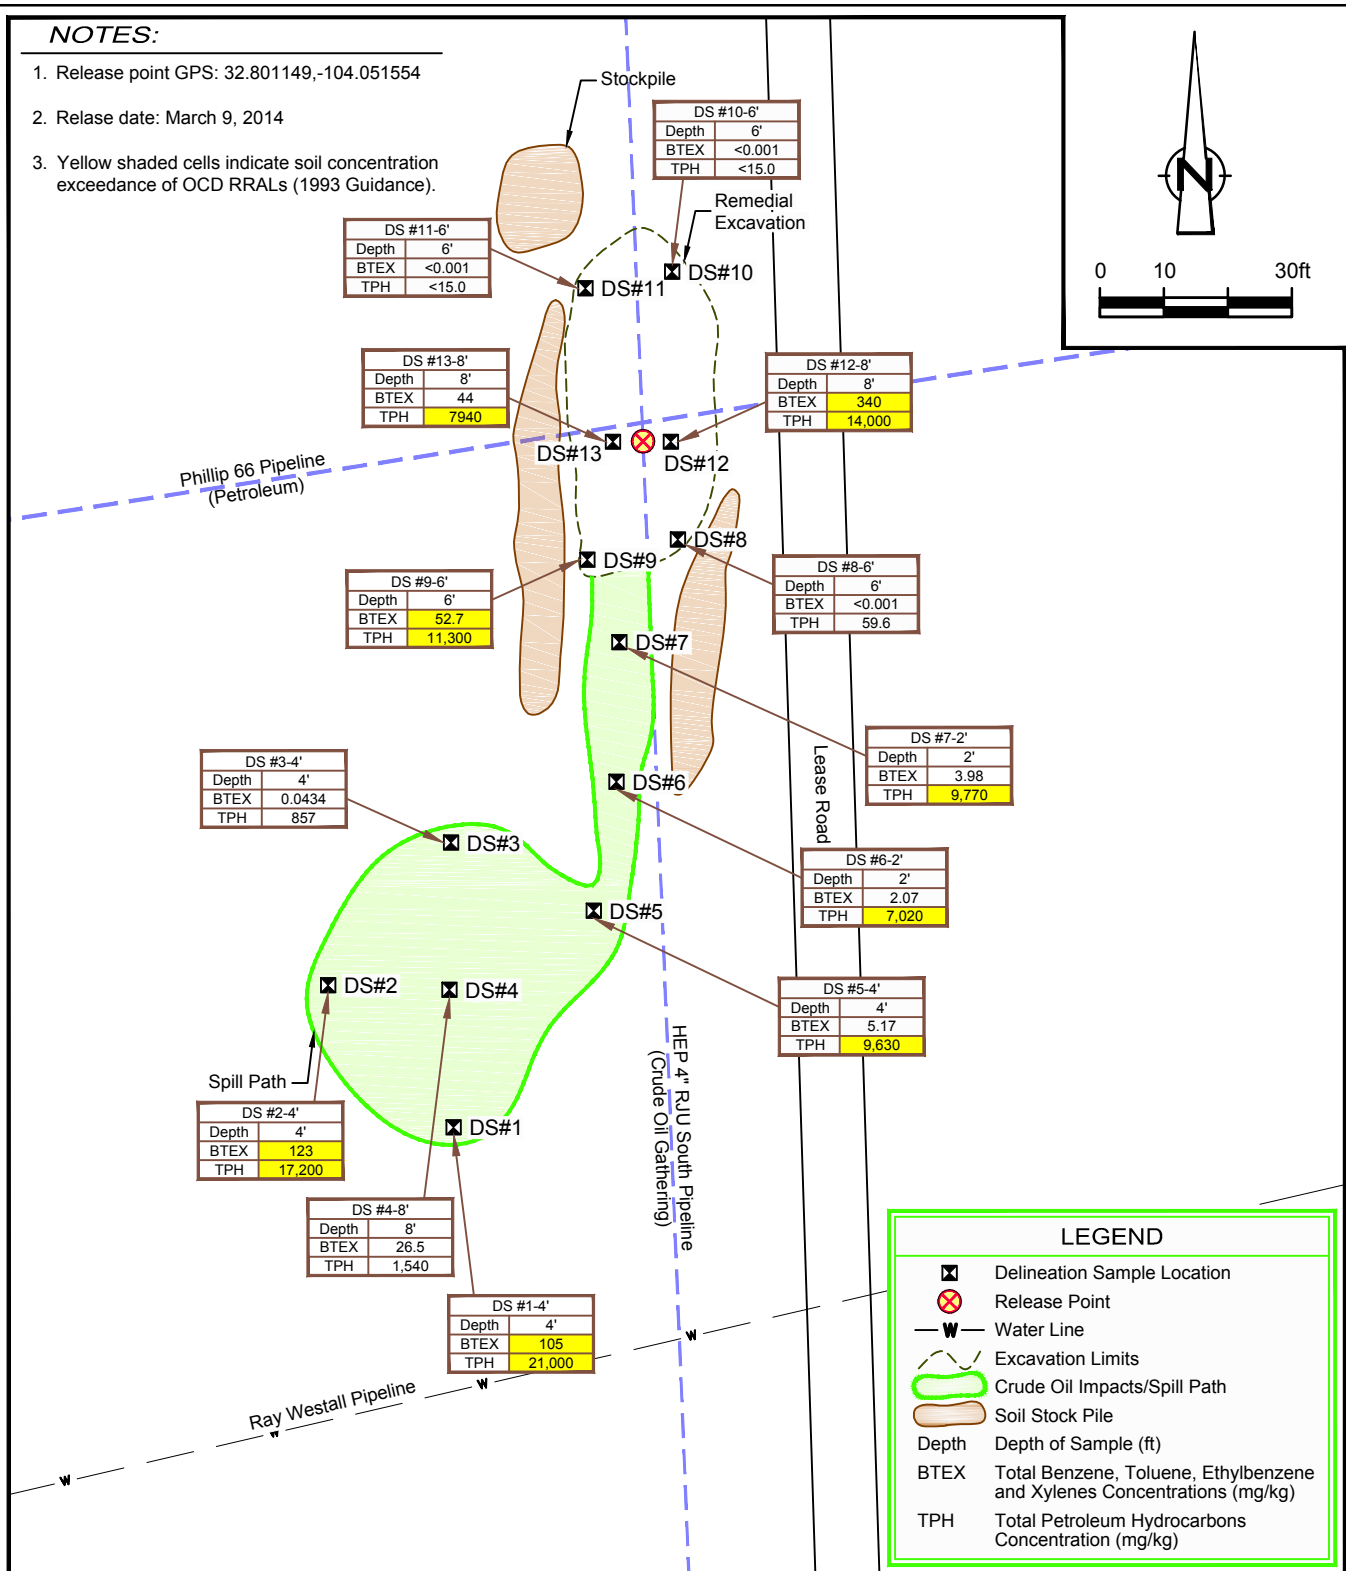 NOTES:
1. Release point GPS: 32.801149,-104.051554
2. Relase date: March 9, 2014
3. Yellow shaded cells indicate soil concentration
exceedance of OCD RRALs (1993 Guidance).
Stockpile
DS #10-6'
Depth 6'
BTEX <0.001
TPH <15.0
Remedial
Excavation
N
0 10 30ft
DS #11-6'
Depth 6'
BTEX <0.001
TPH <15.0
DS#10
DS#11
DS #13-8'
Depth 8'
BTEX 44
TPH 7940
DS #12-8'
Depth 8'
BTEX 340
TPH 14,000
DS#13
DS#12
Phillip 66 Pipeline
(Petroleum)
DS#8
DS#9
DS #9-6'
Depth 6'
BTEX 52.7
TPH 11,300
DS #8-6'
Depth 6'
BTEX <0.001
TPH 59.6
DS#7
DS #7-2'
Depth 2'
BTEX 3.98
TPH 9,770
DS #3-4'
Depth 4'
BTEX 0.0434
TPH 857
DS#6
Lease Road
DS#3
DS #6-2'
Depth 2'
BTEX 2.07
TPH 7,020
DS#5
DS#2
DS#4
DS #5-4'
Depth 4'
BTEX 5.17
TPH 9,630
HEP 4" RJU South Pipeline
(Crude Oil Gathering)
Spill Path
DS #2-4'
Depth 4'
BTEX 123
TPH 17,200
DS#1
DS #4-8'
Depth 8'
BTEX 26.5
TPH 1,540
DS #1-4'
Depth 4'
BTEX 105
TPH 21,000
Ray Westall Pipeline
W
W
W
W
LEGEND
Delineation Sample Location
Release Point
W Water Line
Excavation Limits
Crude Oil Impacts/Spill Path
Soil Stock Pile
Depth Depth of Sample (ft)
BTEX Total Benzene, Toluene, Ethylbenzene
and Xylenes Concentrations (mg/kg)
TPH Total Petroleum Hydrocarbons
Concentration (mg/kg)